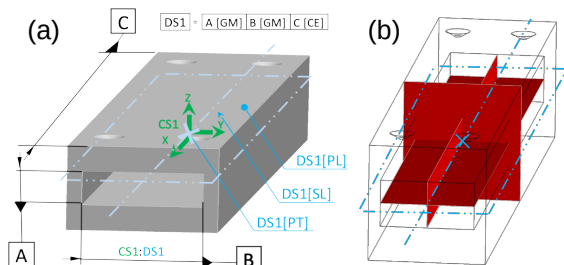 (a)
C
DS1 = A [GM] B [GM] C [CE]
(b)
Z
CS1
Y
X
DS1[PL]
DS1[SL]
DS1[PT]
A
CS1:DS1
B